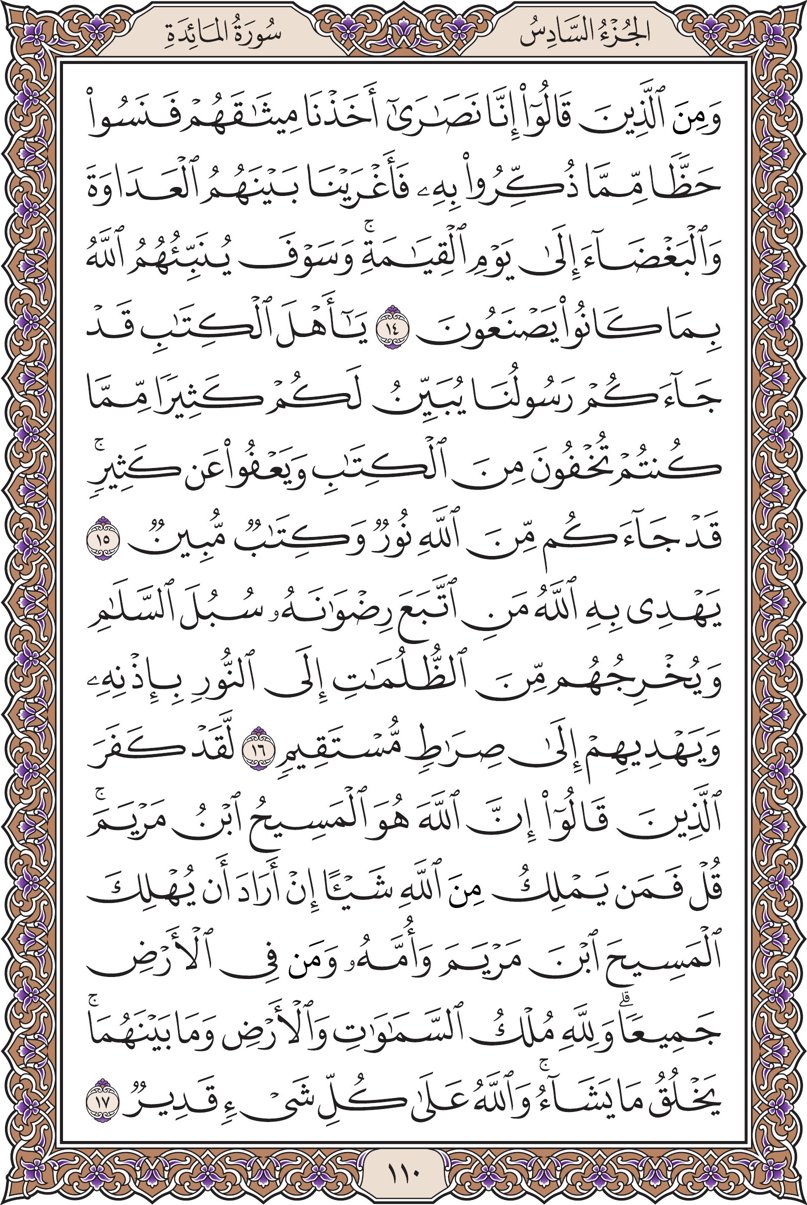 الجُزْءُ السَّادِسُ
سُورَةُ المَائِدَةِ
وَمِنَ ٱلَّذِينَ قَالُوٓاْ إِنَّا نَصَٰرَىٰٓ أَخَذۡنَا مِيثَٰقَهُمۡ فَنَسُواْ
حَظّٗا مِّمَّا ذُكِّرُواْ بِهِۦ فَأَغۡرَيۡنَا بَيۡنَهُمُ ٱلۡعَدَاوَةَ
وَٱلۡبَغۡضَآءَ إِلَىٰ يَوۡمِ ٱلۡقِيَٰمَةِۚ وَسَوۡفَ يُنَبِّئُهُمُ ٱللَّهُ
بِمَا كَانُواْ يَصۡنَعُونَ ١٤ يَٰٓأَهۡلَ ٱلۡكِتَٰبِ قَدۡ
جَآءَكُمۡ رَسُولُنَا يُبَيِّنُ لَكُمۡ كَثِيرٗا مِّمَّا
كُنتُمۡ تُخۡفُونَ مِنَ ٱلۡكِتَٰبِ وَيَعۡفُواْ عَن كَثِيرٖۚ
قَدۡ جَآءَكُم مِّنَ ٱللَّهِ نُورٞ وَكِتَٰبٞ مُّبِينٞ ١٥
يَهۡدِي بِهِ ٱللَّهُ مَنِ ٱتَّبَعَ رِضۡوَٰنَهُۥ سُبُلَ ٱلسَّلَٰمِ
وَيُخۡرِجُهُم مِّنَ ٱلظُّلُمَٰتِ إِلَى ٱلنُّورِ بِإِذۡنِهِۦ
وَيَهۡدِيهِمۡ إِلَىٰ صِرَٰطٖ مُّسۡتَقِيمٖ ١٦ لَّقَدۡ كَفَرَ
ٱلَّذِينَ قَالُوٓاْ إِنَّ ٱللَّهَ هُوَ ٱلۡمَسِيحُ ٱبۡنُ مَرۡيَمَۚ
قُلۡ فَمَن يَمۡلِكُ مِنَ ٱللَّهِ شَيۡـًٔا إِنۡ أَرَادَ أَن يُهۡلِكَ
ٱلۡمَسِيحَ ٱبۡنَ مَرۡيَمَ وَأُمَّهُۥ وَمَن فِي ٱلۡأَرۡضِ
جَمِيعٗاۗ وَلِلَّهِ مُلۡكُ ٱلسَّمَٰوَٰتِ وَٱلۡأَرۡضِ وَمَا بَيۡنَهُمَاۚ
يَخۡلُقُ مَا يَشَآءُۚ وَٱللَّهُ عَلَىٰ كُلِّ شَيۡءٖ قَدِيرٞ ١٧
١١٠